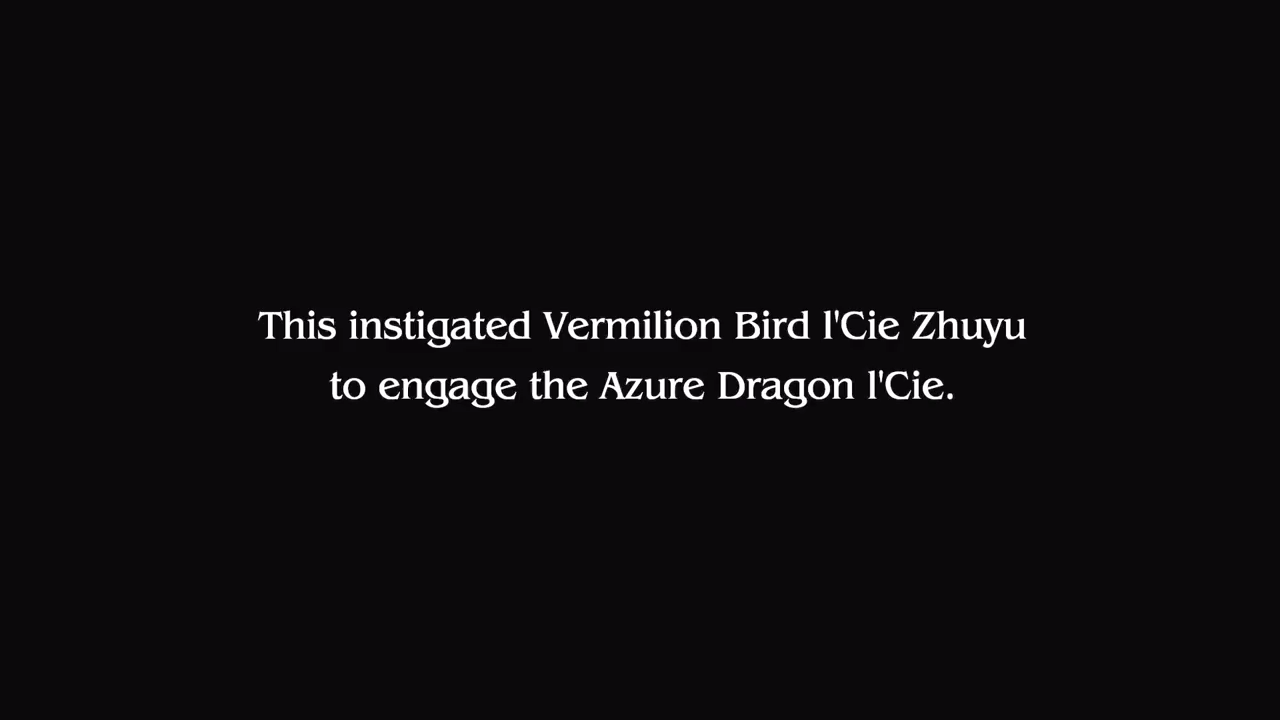 This instigated Vermilion Bird l'Cie Zhuyu
to engage the Azure Dragon l'Cie.